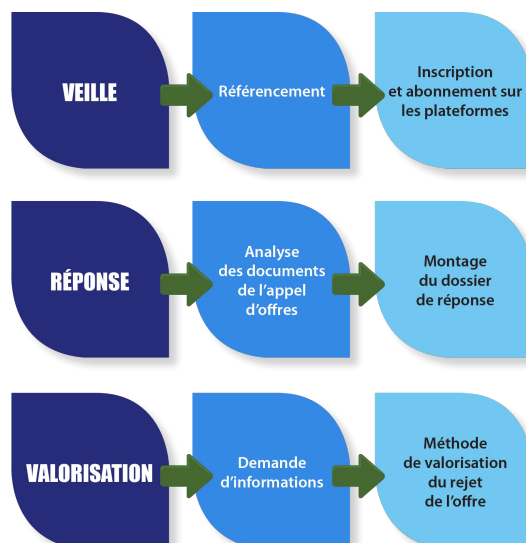 VEILLE
Référencement
Inscription
et abonnement sur
les plateformes
RÉPONSE
Analyse
des documents
de l'appel
d'offres
Montage
du dossier
de réponse
VALORISATION
Demande
d'informations
Méthode
de valorisation
du rejet
de l'offre